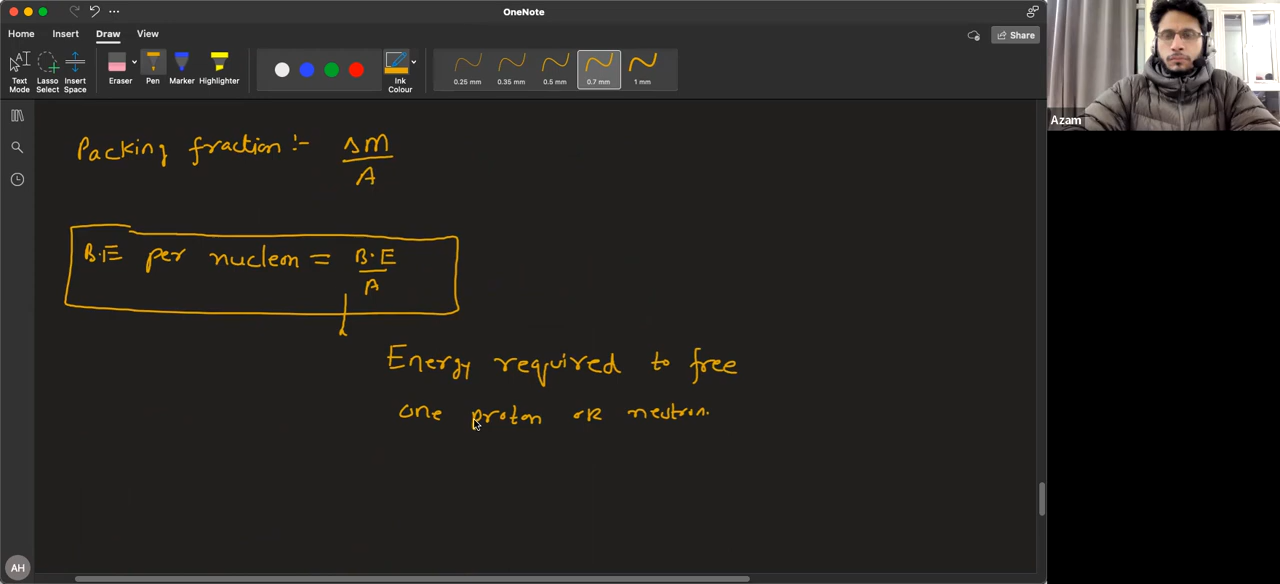 OneNote
Home Insert Draw View
Share
Text Mode
Lasso Select
Insert Space
Eraser
Pen
Marker
Highlighter
Ink Colour
0.25 mm
0.35 mm
0.5 mm
0.7 mm
1 mm
Azam
Packing fraction :- ΔM/A
B.E per nucleon = B.E/A
Energy required to free
one proton OR neutron.
AH